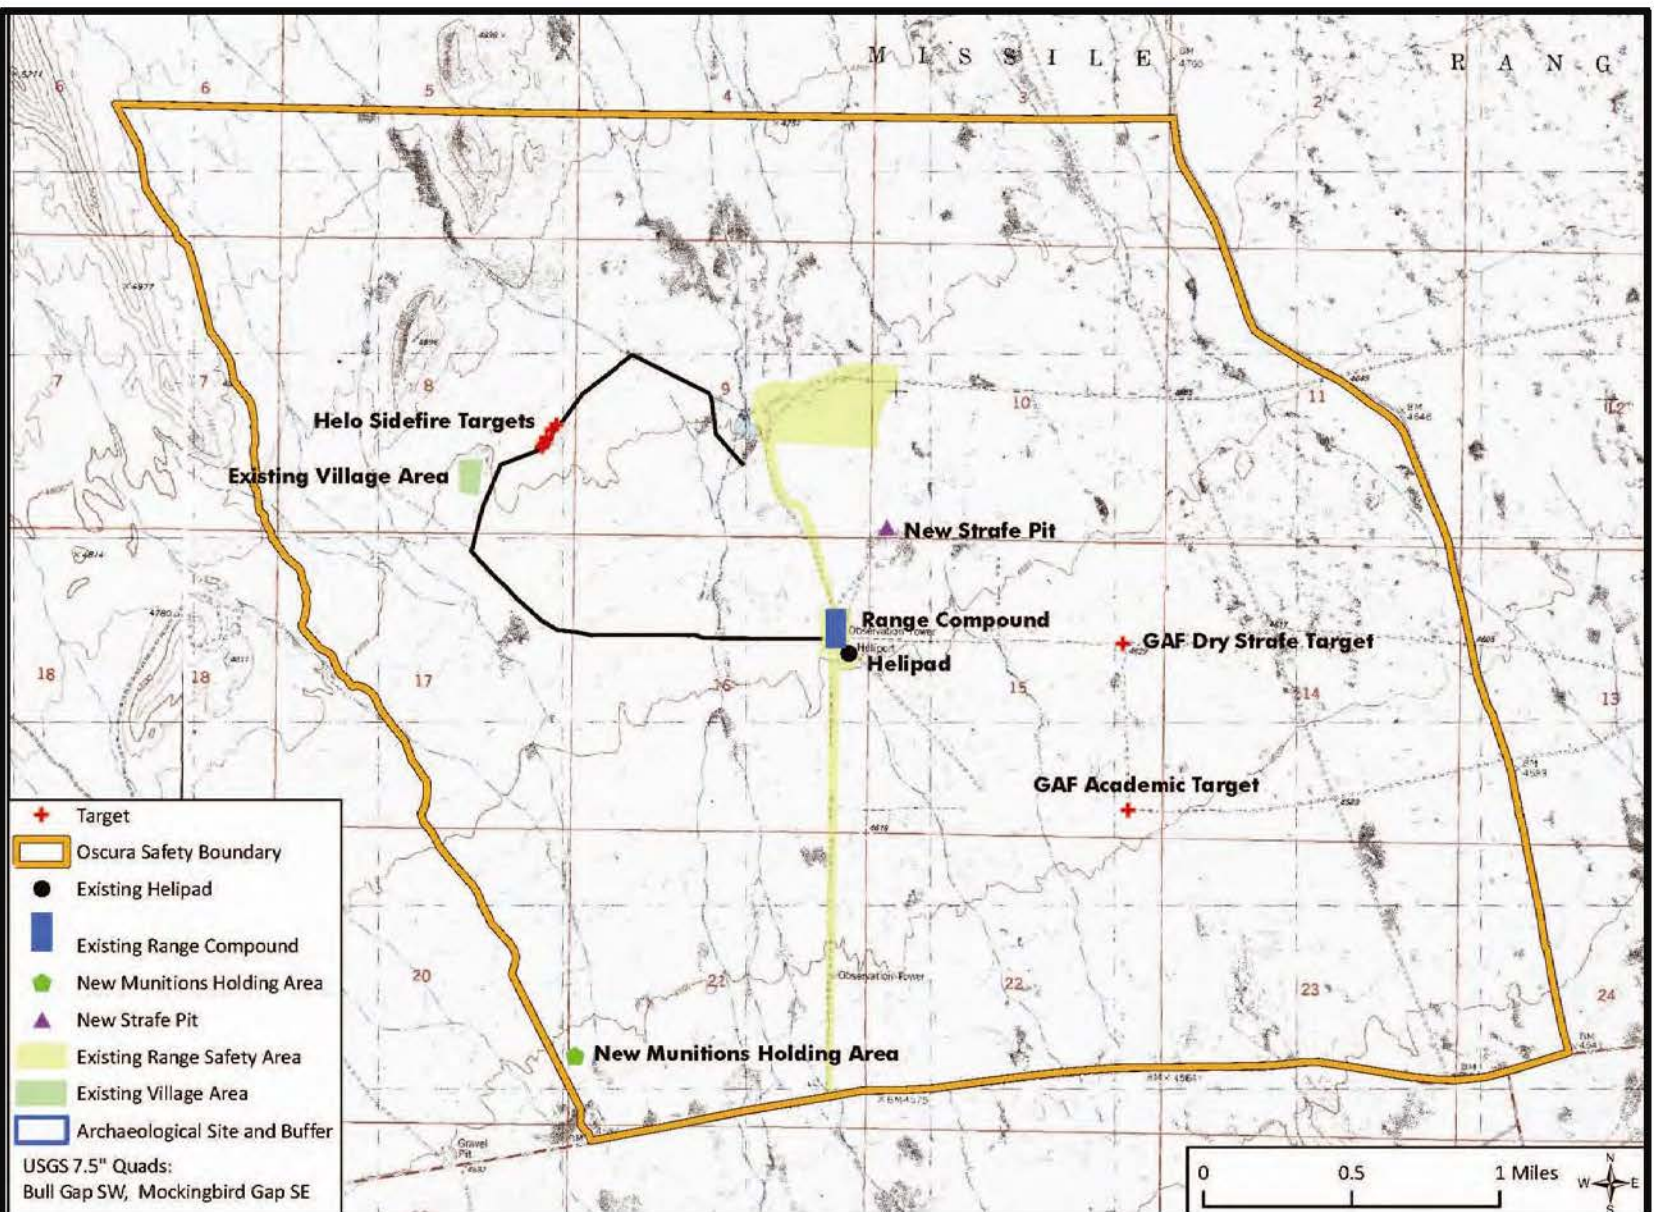 M I S S I L E
R A N G
6
6
5
4
3
2
4977
7
7
8
9
10
11
12
Helo Sidefire Targets
Existing Village Area
New Strafe Pit
Range Compound
Observation Tower
Heliport
Helipad
GAF Dry Strafe Target
4780
4814
18
18
17
16
15
14
13
GAF Academic Target
4619
20
21
Observation Tower
22
23
24
New Munitions Holding Area
Gravel
Pit
Target
Oscura Safety Boundary
Existing Helipad
Existing Range Compound
New Munitions Holding Area
New Strafe Pit
Existing Range Safety Area
Existing Village Area
Archaeological Site and Buffer
USGS 7.5" Quads:
Bull Gap SW, Mockingbird Gap SE
0 0.5 1 Miles
N
W E
S